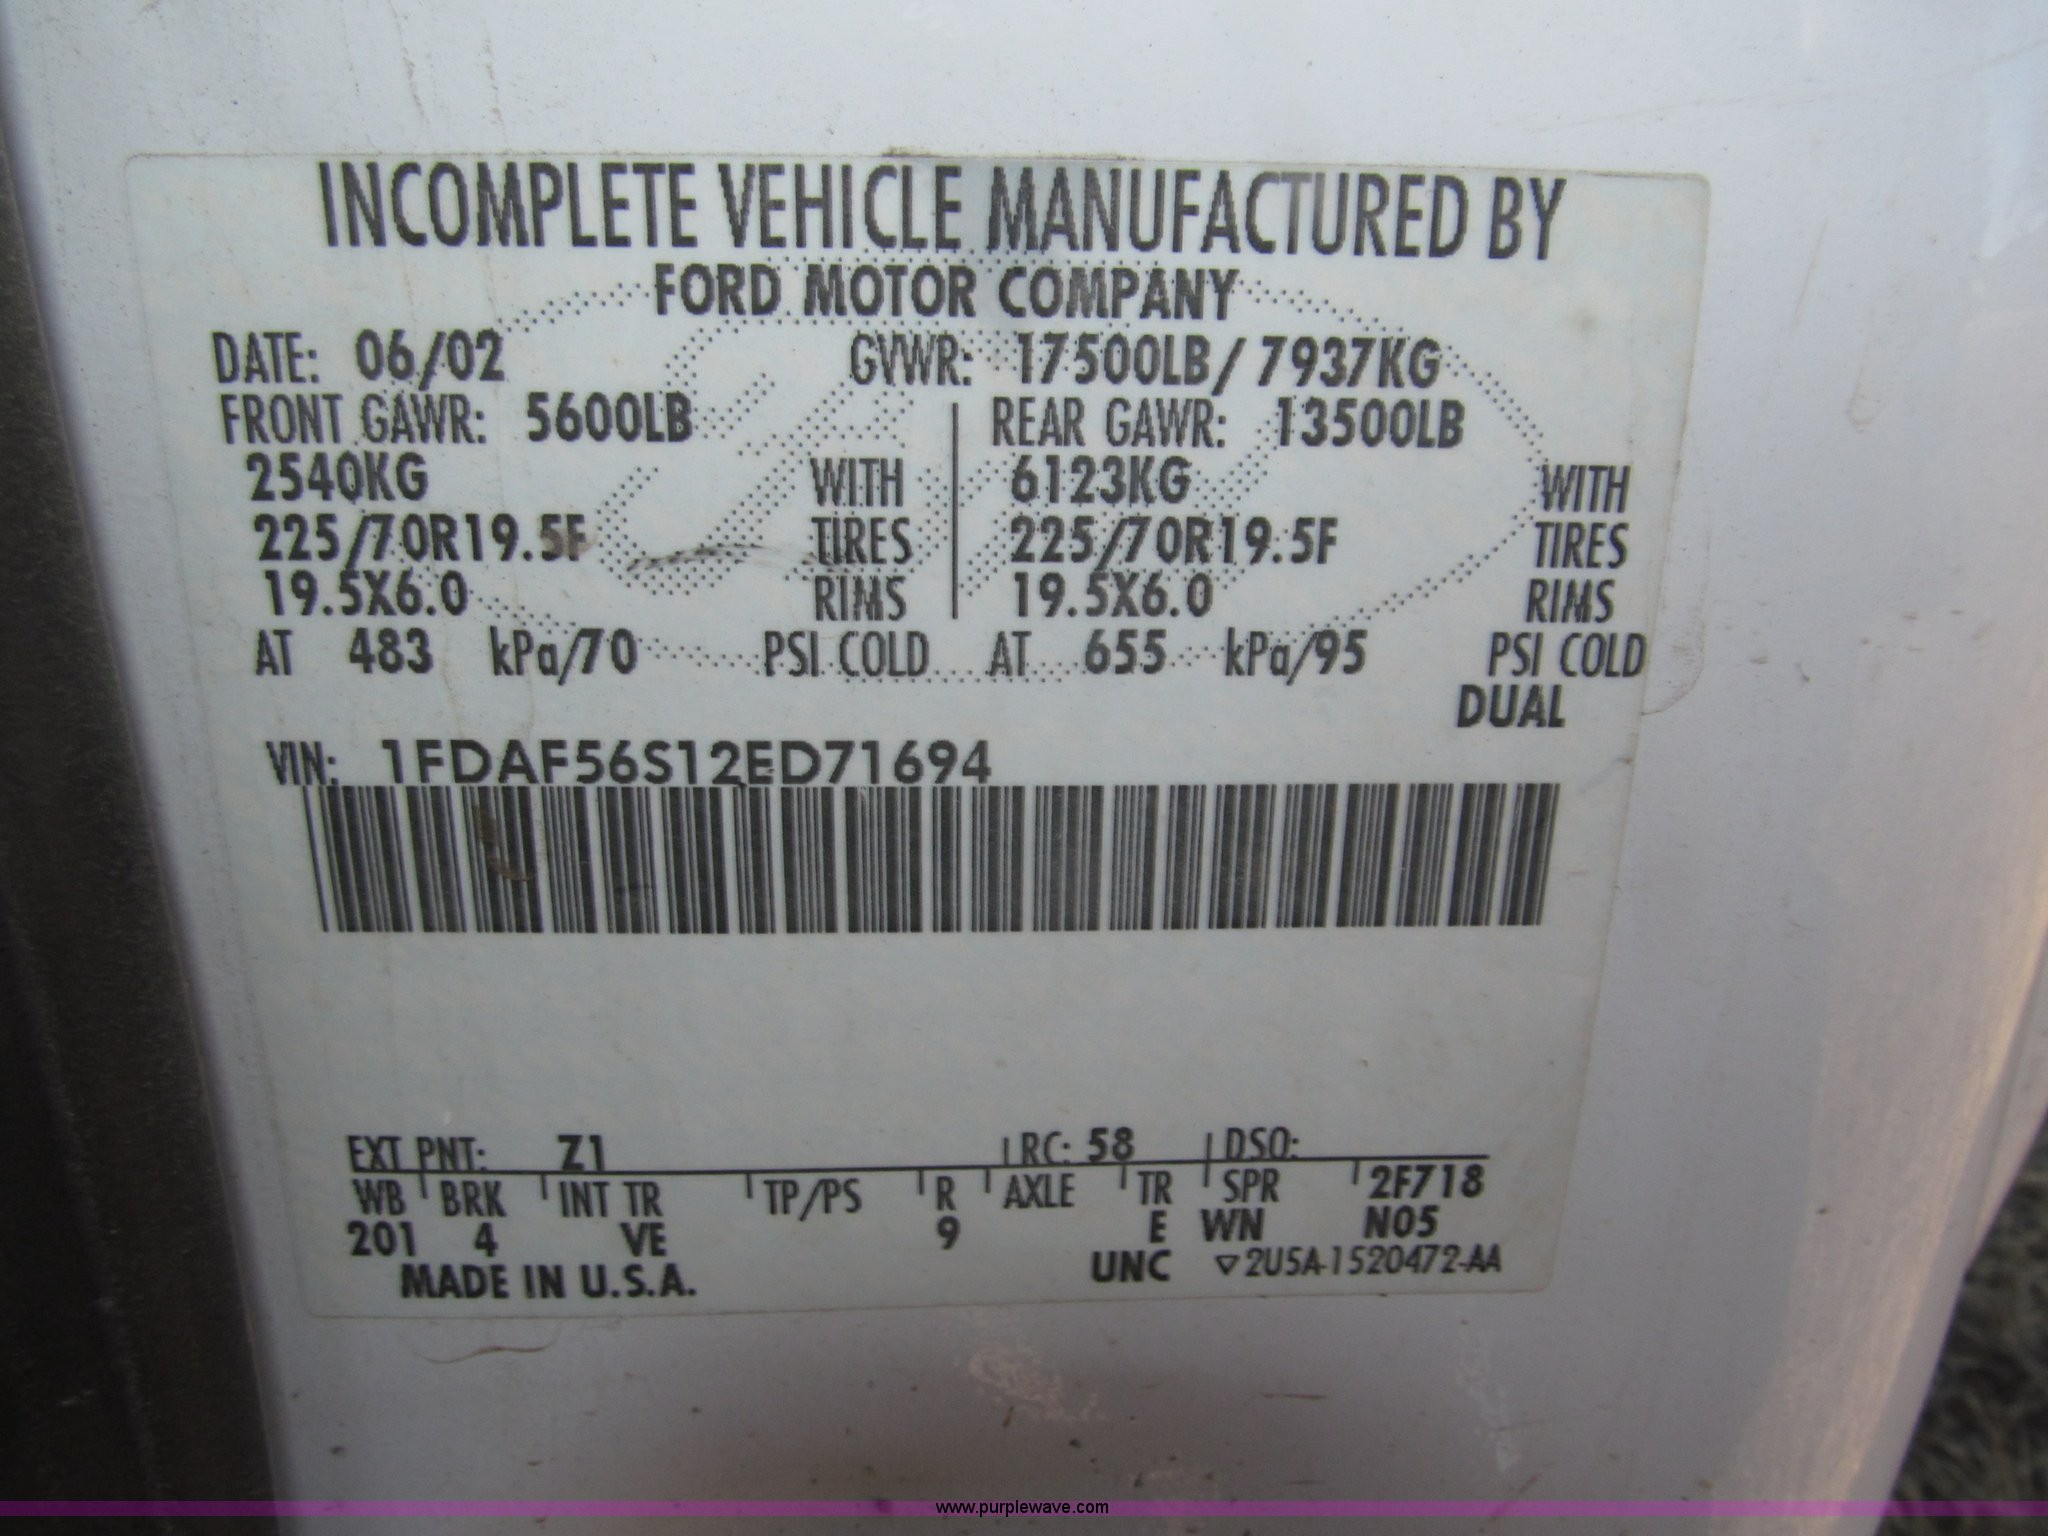 INCOMPLETE VEHICLE MANUFACTURED BY
FORD MOTOR COMPANY
DATE: 06/02 GVWR: 17500LB/7937KG
FRONT GAWR: 5600LB REAR GAWR: 13500LB
2540KG WITH 6123KG WITH
225/70R19.5F TIRES 225/70R19.5F TIRES
19.5X6.0 RIMS 19.5X6.0 RIMS
AT 483 kPa/70 PSI COLD AT 655 kPa/95 PSI COLD
DUAL
VIN: 1FDAF56S12ED71694
EXT PNT: Z1 RC: 58 DSO:
WB BRK INT TR TP/PS R AXLE TR SPR 2F718
201 4 VE 9 E WN N05
MADE IN U.S.A. UNC ▽2U5A-1520472-AA
www.purplewave.com